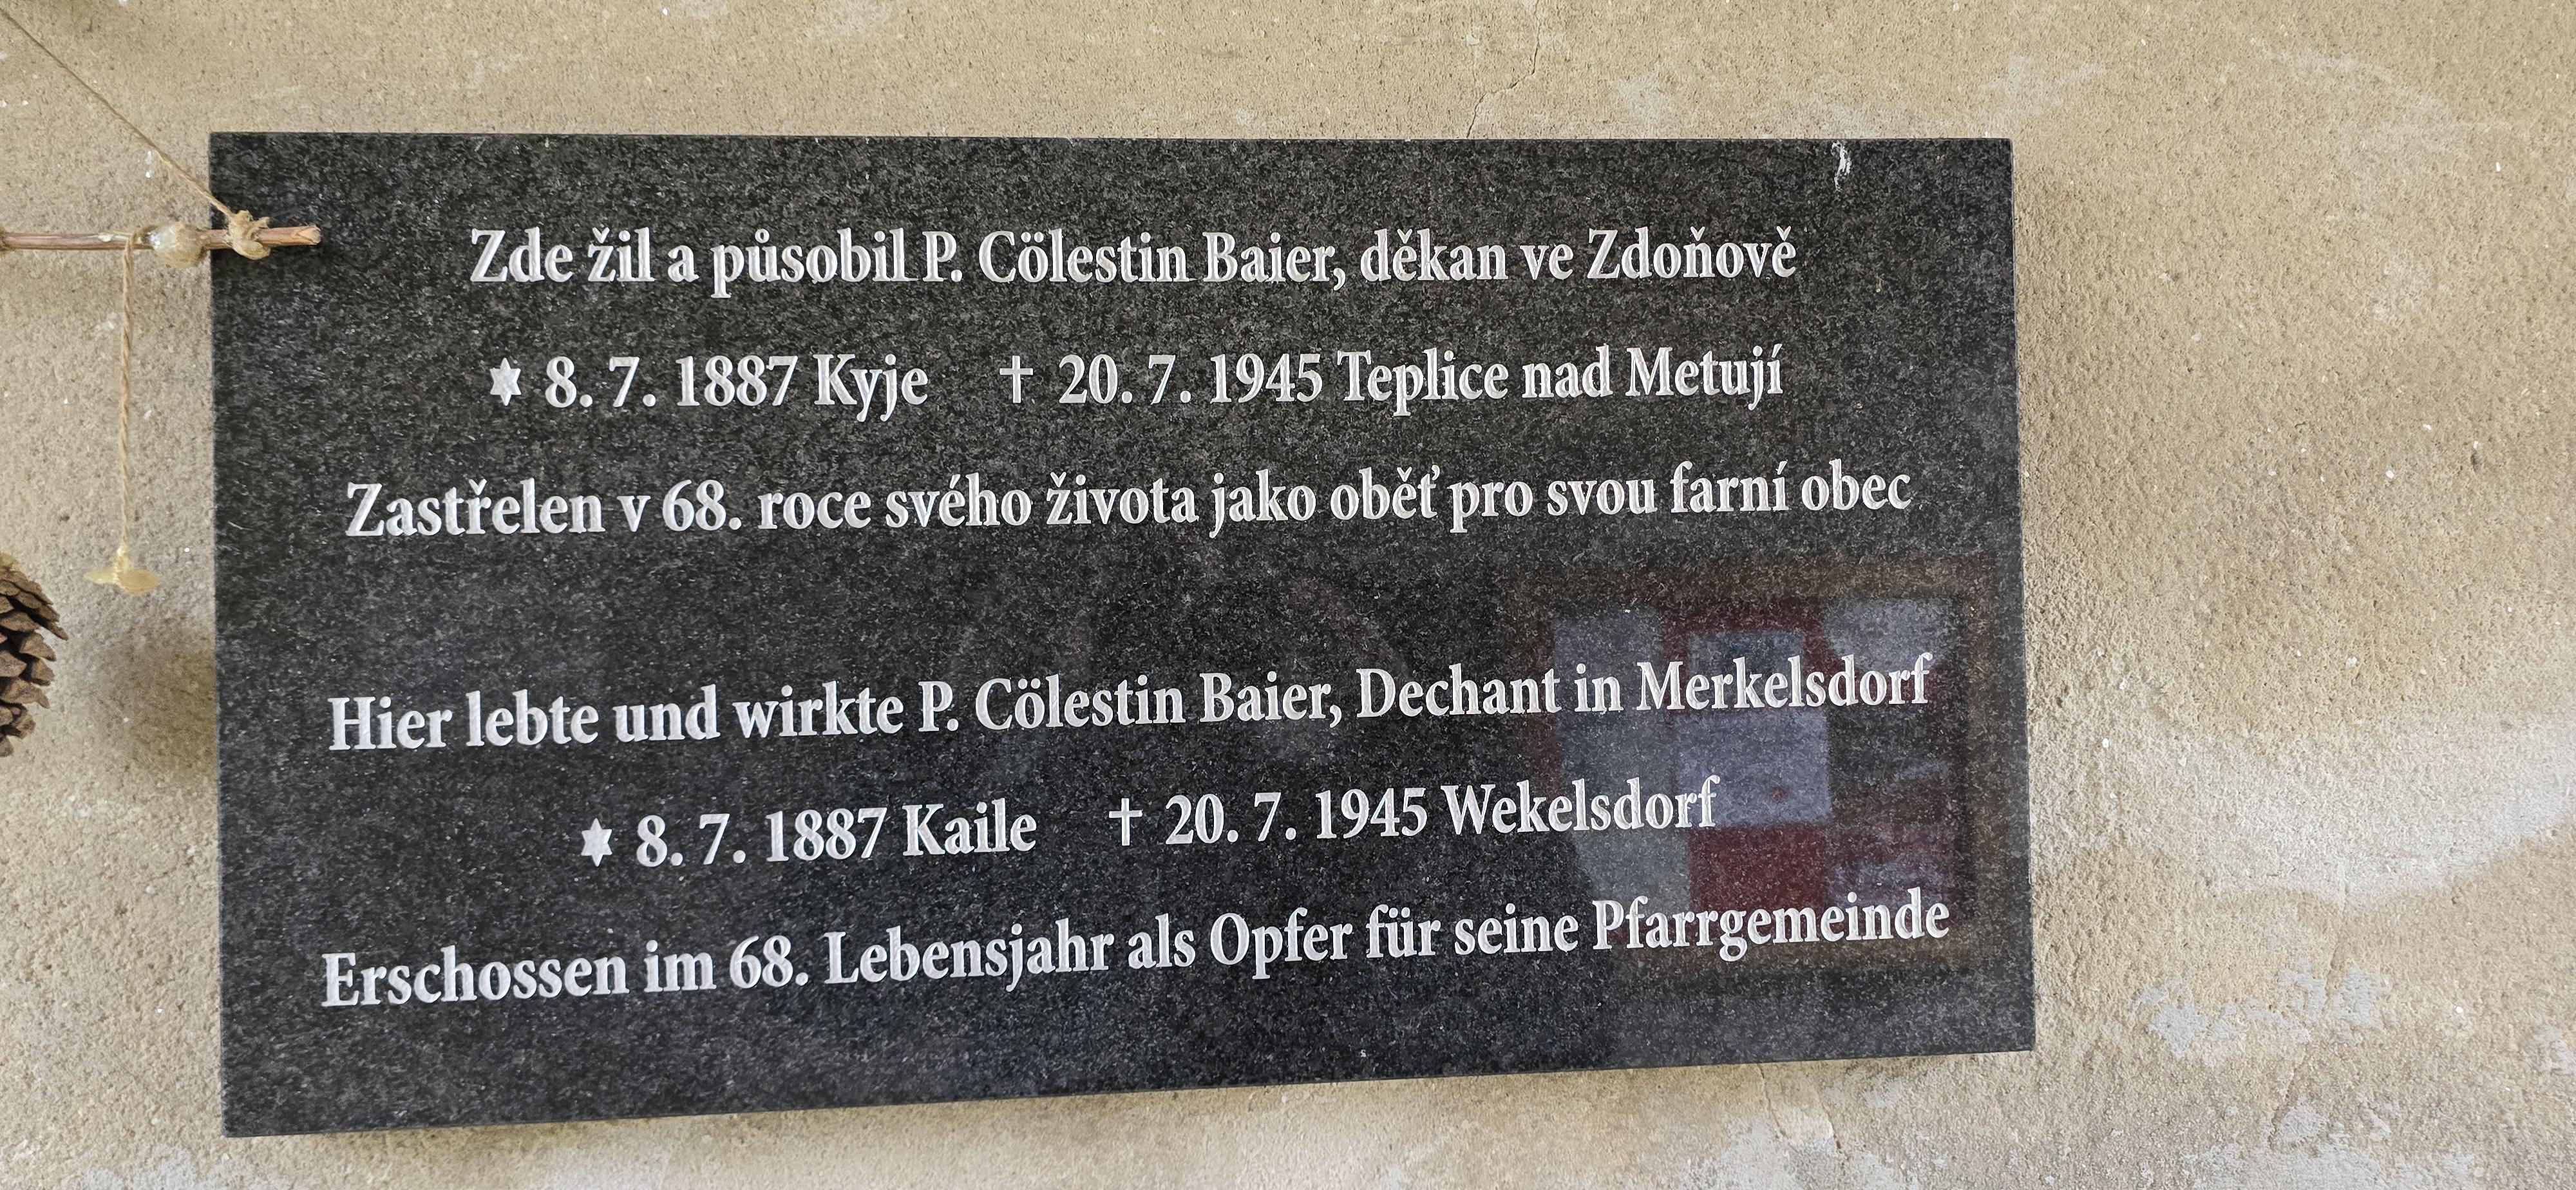 Zde žil a působil P. Cölestin Baier, děkan ve Zdoňově
✶ 8. 7. 1887 Kyje † 20. 7. 1945 Teplice nad Metují
Zastřelen v 68. roce svého života jako oběť pro svou farní obec
Hier lebte und wirkte P. Cölestin Baier, Dechant in Merkelsdorf
✶ 8. 7. 1887 Kaile † 20. 7. 1945 Wekelsdorf
Erschossen im 68. Lebensjahr als Opfer für seine Pfarrgemeinde